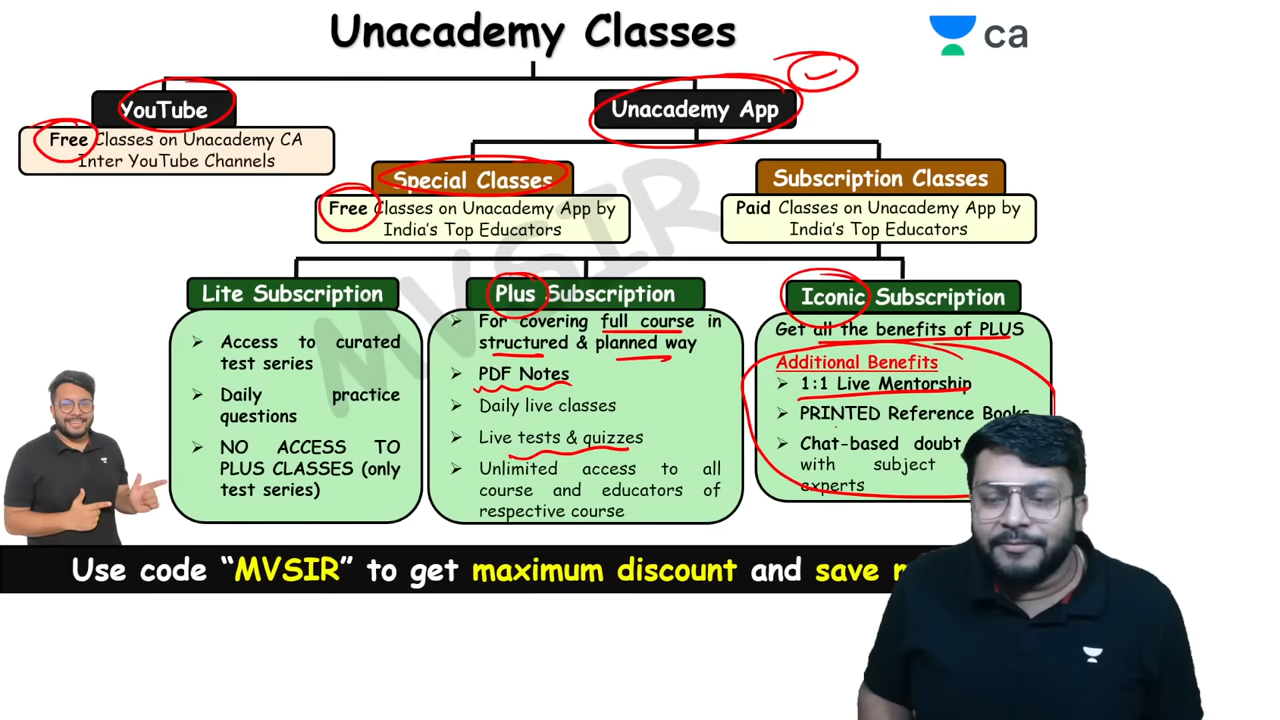 Unacademy Classes
ca
YouTube
Free Classes on Unacademy CA
Inter YouTube Channels
Unacademy App
Special Classes
Free Classes on Unacademy App by
India's Top Educators
Subscription Classes
Paid Classes on Unacademy App by
India's Top Educators
MVSIR
Lite Subscription
Access to curated
test series
Daily practice
questions
NO ACCESS TO
PLUS CLASSES (only
test series)
Plus Subscription
For covering full course in
structured & planned way
PDF Notes
Daily live classes
Live tests & quizzes
Unlimited access to all
course and educators of
respective course
Iconic Subscription
Get all the benefits of PLUS
Additional Benefits
1:1 Live Mentorship
PRINTED Reference Books
Chat-based doubt
with subject
experts
Use code “MVSIR” to get maximum discount and save